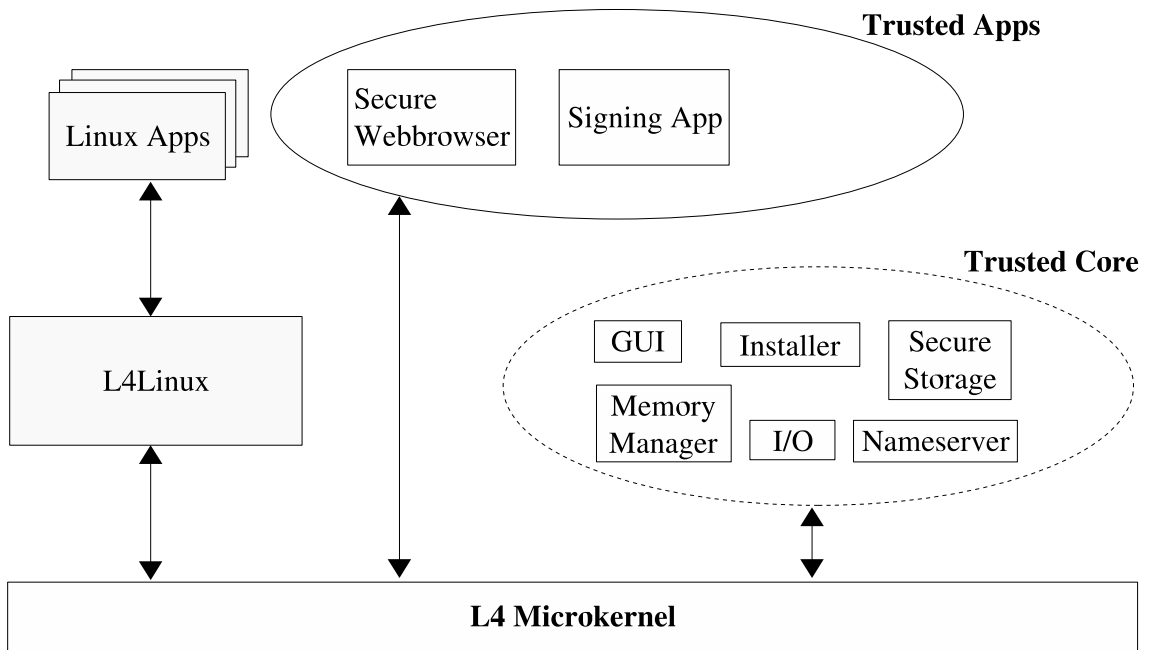 Trusted Apps
Linux Apps
Secure
Webbrowser
Signing App
Trusted Core
L4Linux
GUI
Installer
Secure
Storage
Memory
Manager
I/O
Nameserver
L4 Microkernel